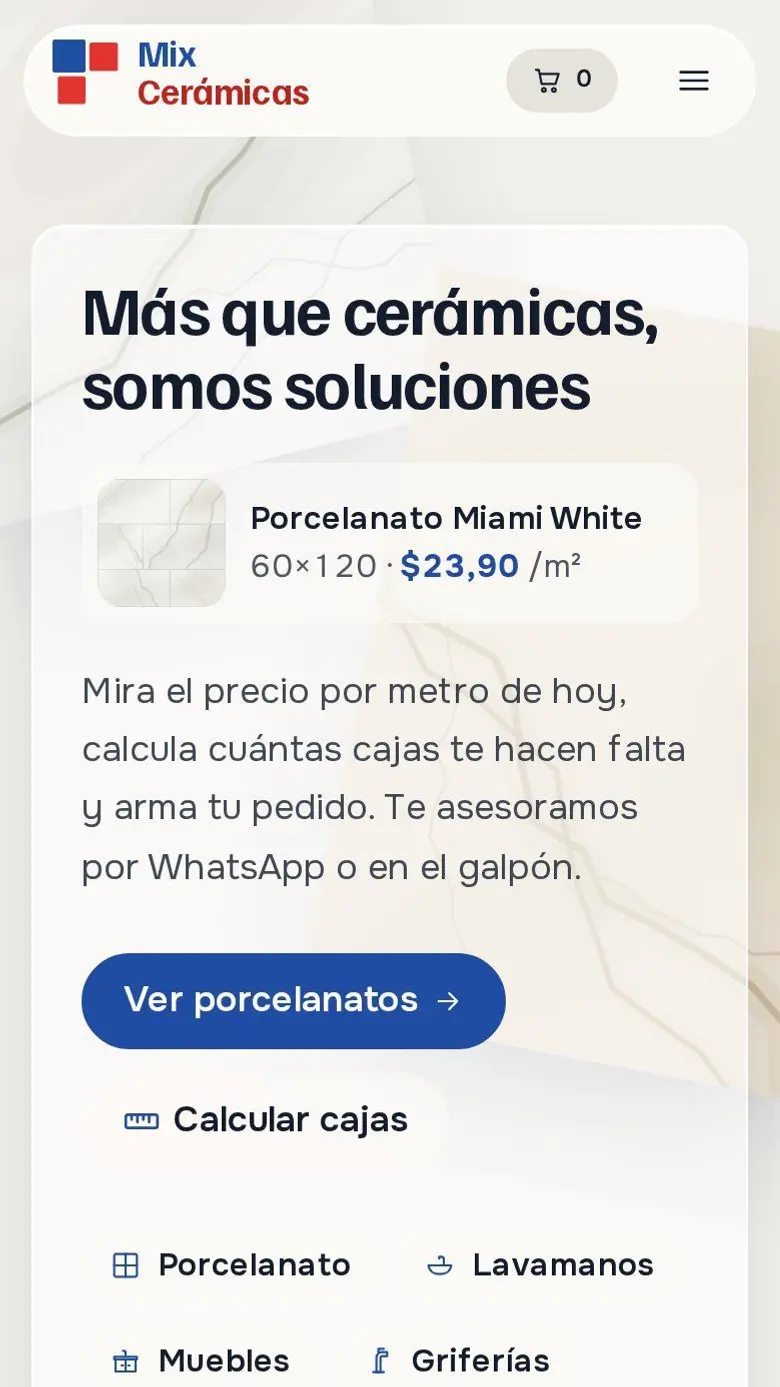 Mix
Cerámicas
0
Más que cerámicas,
somos soluciones
Porcelanato Miami White
60×120 · $23,90 /m²
Mira el precio por metro de hoy,
calcula cuántas cajas te hacen falta
y arma tu pedido. Te asesoramos
por WhatsApp o en el galpón.
Ver porcelanatos →
Calcular cajas
Porcelanato
Lavamanos
Muebles
Griferías